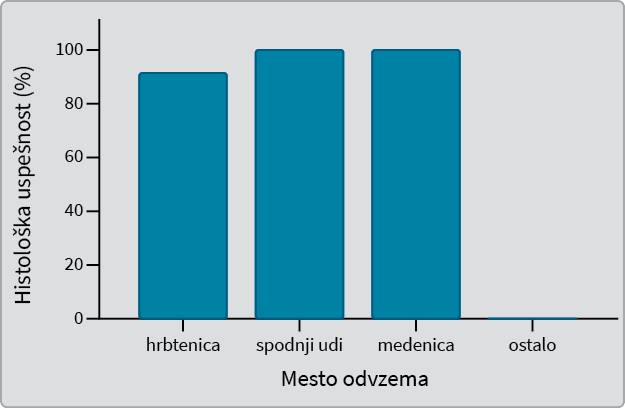 Histološka uspešnost (%)
100
80
60
40
20
0
hrbtenica spodnji udi medenica ostalo
Mesto odvzema